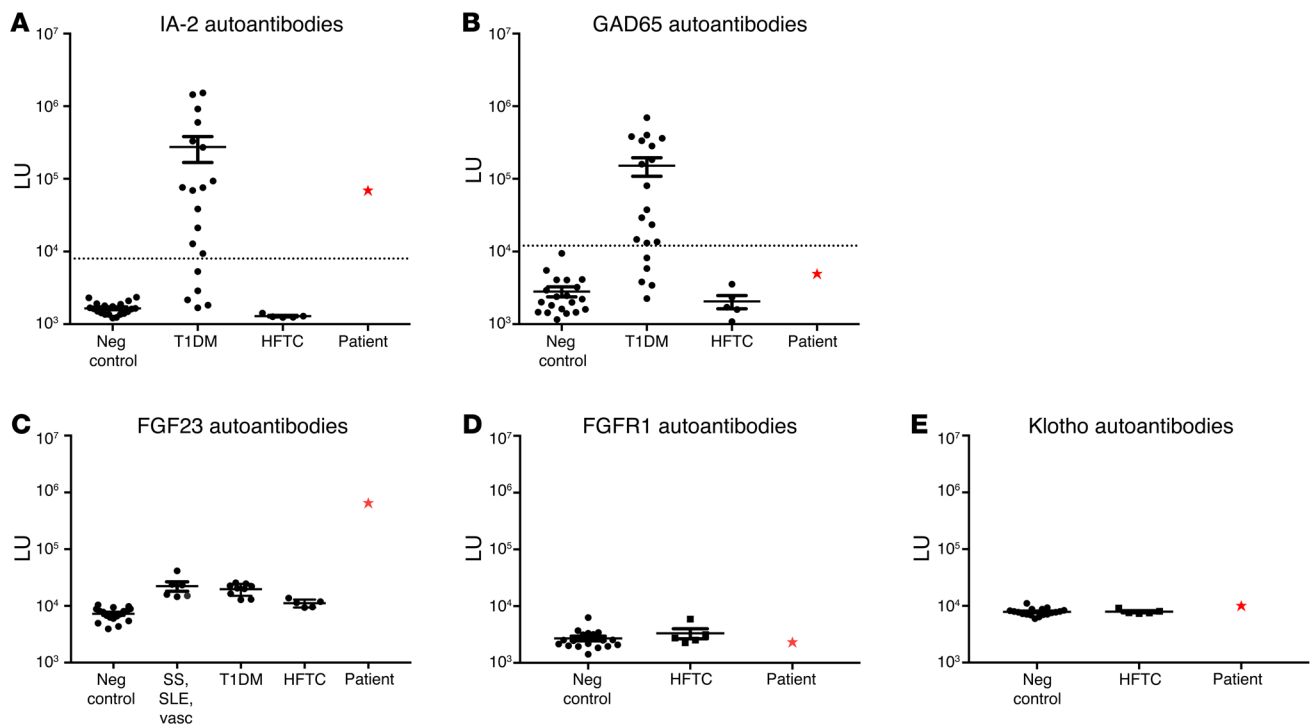 A IA-2 autoantibodies
10⁷
10⁶
10⁵
10⁴
10³
LU
Neg control
T1DM
HFTC
Patient
B GAD65 autoantibodies
10⁷
10⁶
10⁵
10⁴
10³
LU
Neg control
T1DM
HFTC
Patient
C FGF23 autoantibodies
10⁷
10⁶
10⁵
10⁴
10³
LU
Neg control
SS, SLE, vasc
T1DM
HFTC
Patient
D FGFR1 autoantibodies
10⁷
10⁶
10⁵
10⁴
10³
LU
Neg control
HFTC
Patient
E Klotho autoantibodies
10⁷
10⁶
10⁵
10⁴
10³
LU
Neg control
HFTC
Patient